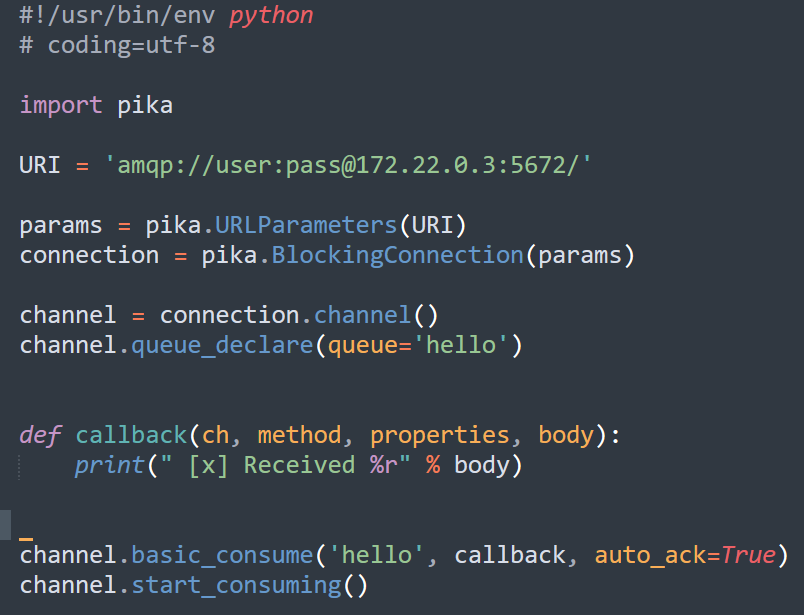 #!/usr/bin/env python
# coding=utf-8
import pika
URI = 'amqp://user:pass@172.22.0.3:5672/'
params = pika.URLParameters(URI)
connection = pika.BlockingConnection(params)
channel = connection.channel()
channel.queue_declare(queue='hello')
def callback(ch, method, properties, body):
    print(" [x] Received %r" % body)
channel.basic_consume('hello', callback, auto_ack=True)
channel.start_consuming()